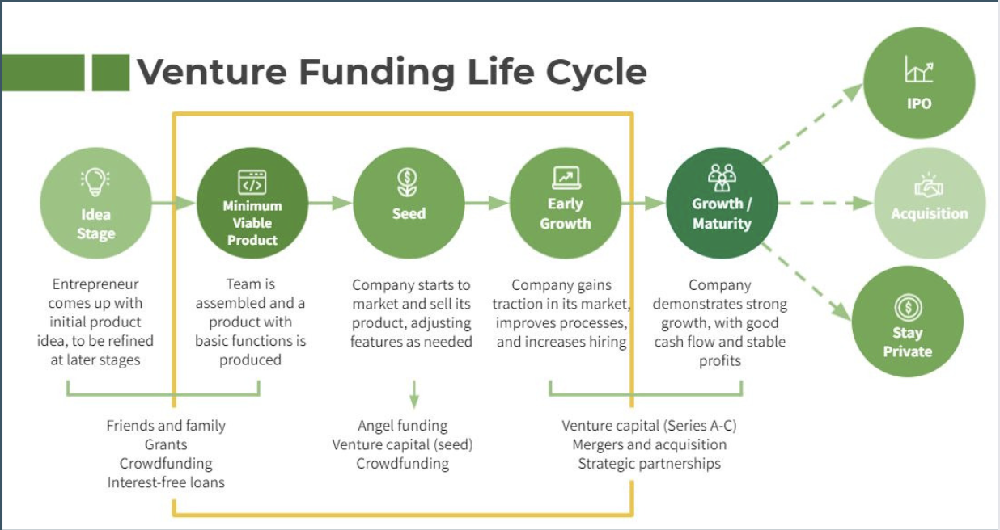 Venture Funding Life Cycle
Idea
Stage
Minimum
Viable
Product
Seed
Early
Growth
Growth /
Maturity
IPO
Acquisition
Stay
Private
Entrepreneur
comes up with
initial product
idea, to be refined
at later stages
Team is
assembled and a
product with
basic functions is
produced
Company starts to
market and sell its
product, adjusting
features as needed
Company gains
traction in its market,
improves processes,
and increases hiring
Company
demonstrates strong
growth, with good
cash flow and stable
profits
Friends and family
Grants
Crowdfunding
Interest-free loans
Angel funding
Venture capital (seed)
Crowdfunding
Venture capital (Series A-C)
Mergers and acquisition
Strategic partnerships